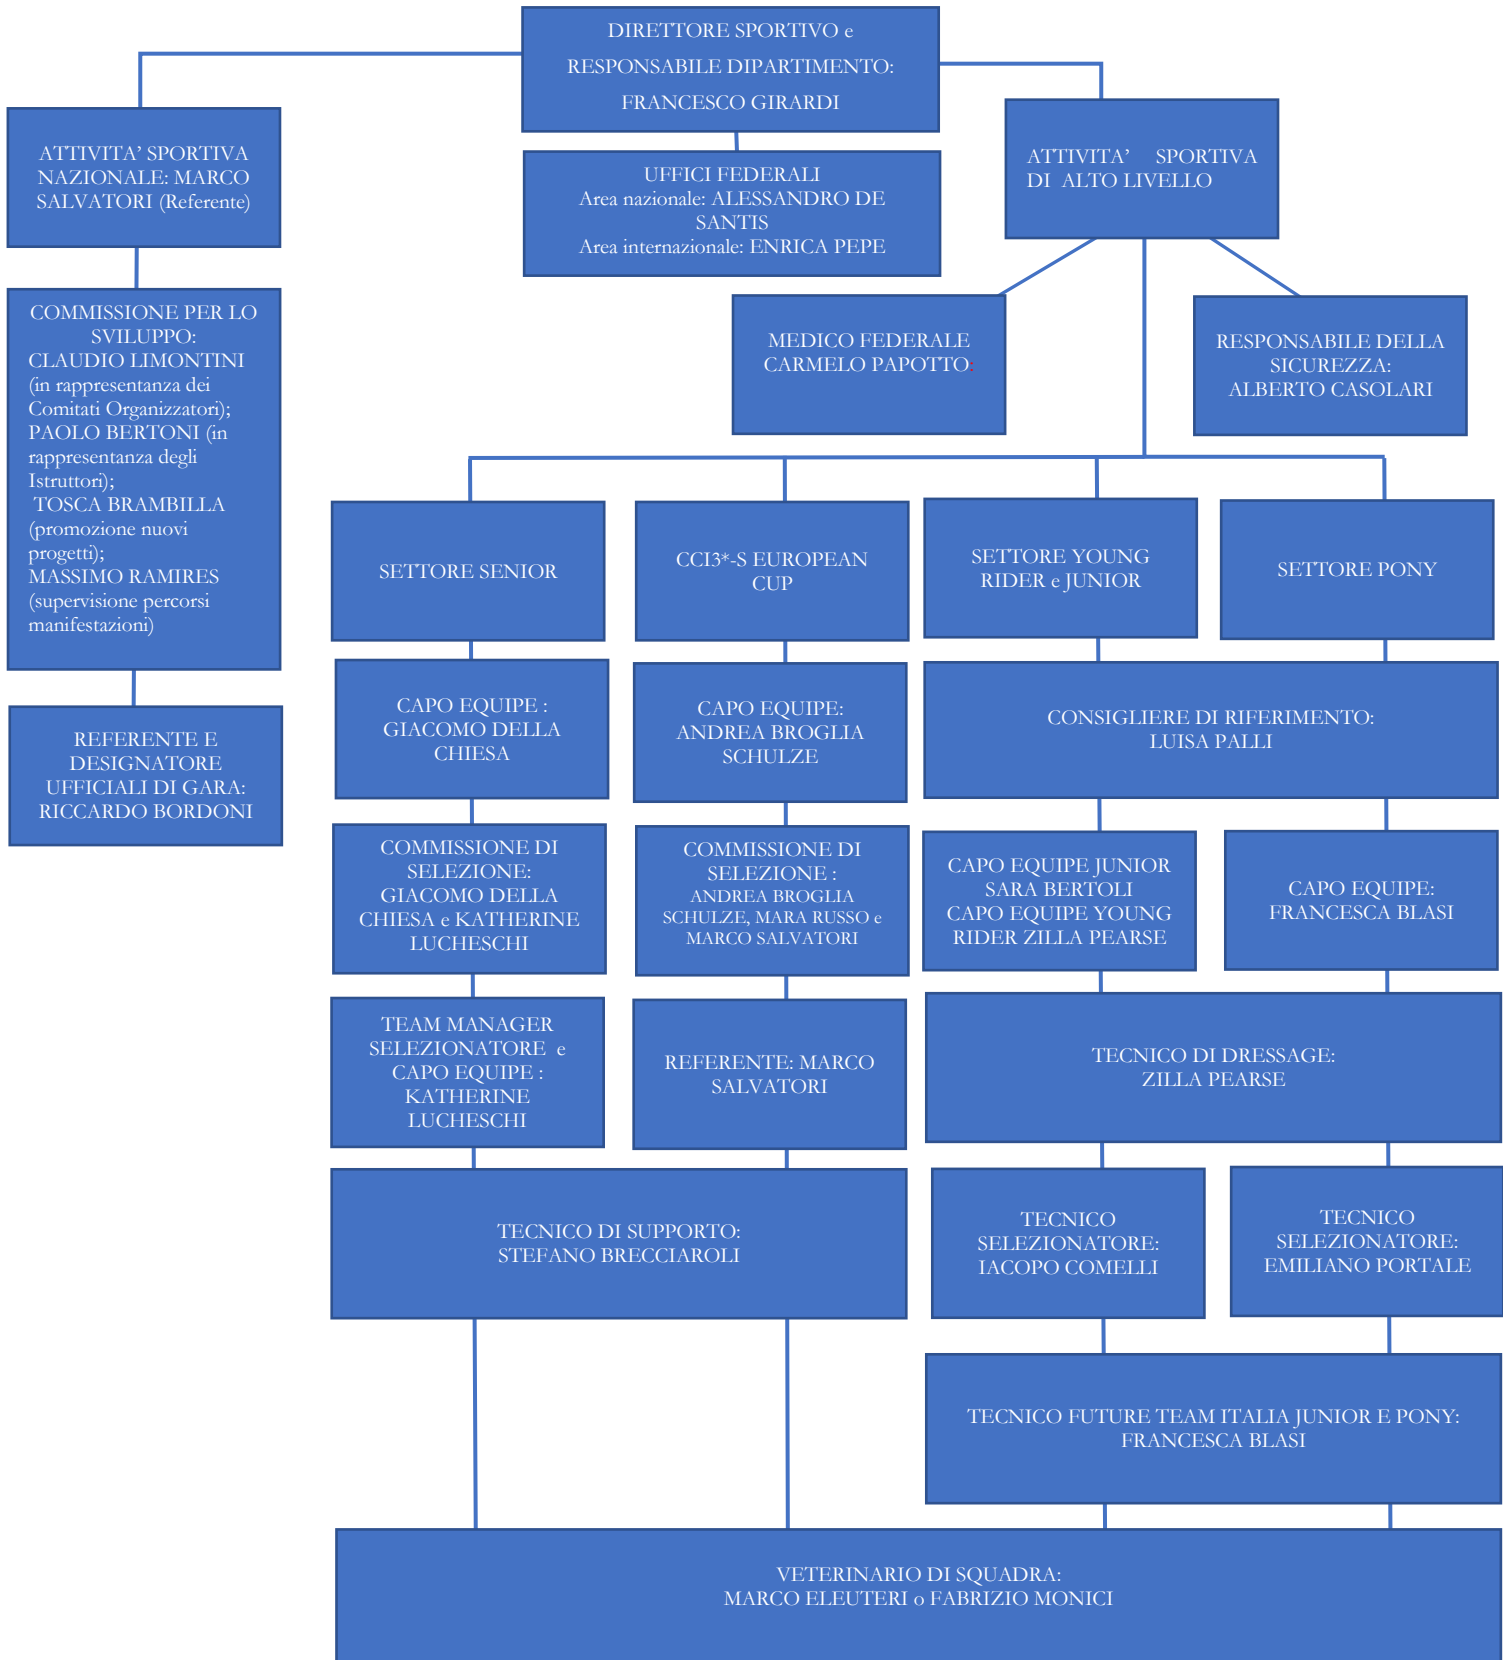 DIRETTORE SPORTIVO e
RESPONSABILE DIPARTIMENTO:
FRANCESCO GIRARDI
ATTIVITA' SPORTIVA
NAZIONALE: MARCO
SALVATORI (Referente)
UFFICI FEDERALI
Area nazionale: ALESSANDRO DE
SANTIS
Area internazionale: ENRICA PEPE
ATTIVITA' SPORTIVA
DI ALTO LIVELLO
COMMISSIONE PER LO
SVILUPPO:
CLAUDIO LIMONTINI
(in rappresentanza dei
Comitati Organizzatori);
PAOLO BERTONI (in
rappresentanza degli
Istruttori);
TOSCA BRAMBILLA
(promozione nuovi
progetti);
MASSIMO RAMIRES
(supervisione percorsi
manifestazioni)
REFERENTE E
DESIGNATORE
UFFICIALI DI GARA:
RICCARDO BORDONI
MEDICO FEDERALE
CARMELO PAPOTTO:
RESPONSABILE DELLA
SICUREZZA:
ALBERTO CASOLARI
SETTORE SENIOR
CCI3*-S EUROPEAN
CUP
SETTORE YOUNG
RIDER e JUNIOR
SETTORE PONY
CAPO EQUIPE :
GIACOMO DELLA
CHIESA
CAPO EQUIPE:
ANDREA BROGLIA
SCHULZE
CONSIGLIERE DI RIFERIMENTO:
LUISA PALLI
COMMISSIONE DI
SELEZIONE:
GIACOMO DELLA
CHIESA e KATHERINE
LUCHESCHI
COMMISSIONE DI
SELEZIONE :
ANDREA BROGLIA
SCHULZE, MARA RUSSO e
MARCO SALVATORI
CAPO EQUIPE JUNIOR
SARA BERTOLI
CAPO EQUIPE YOUNG
RIDER ZILLA PEARSE
CAPO EQUIPE:
FRANCESCA BLASI
TEAM MANAGER
SELEZIONATORE e
CAPO EQUIPE :
KATHERINE
LUCHESCHI
REFERENTE: MARCO
SALVATORI
TECNICO DI DRESSAGE:
ZILLA PEARSE
TECNICO DI SUPPORTO:
STEFANO BRECCIAROLI
TECNICO
SELEZIONATORE:
IACOPO COMELLI
TECNICO
SELEZIONATORE:
EMILIANO PORTALE
TECNICO FUTURE TEAM ITALIA JUNIOR E PONY:
FRANCESCA BLASI
VETERINARIO DI SQUADRA:
MARCO ELEUTERI o FABRIZIO MONICI